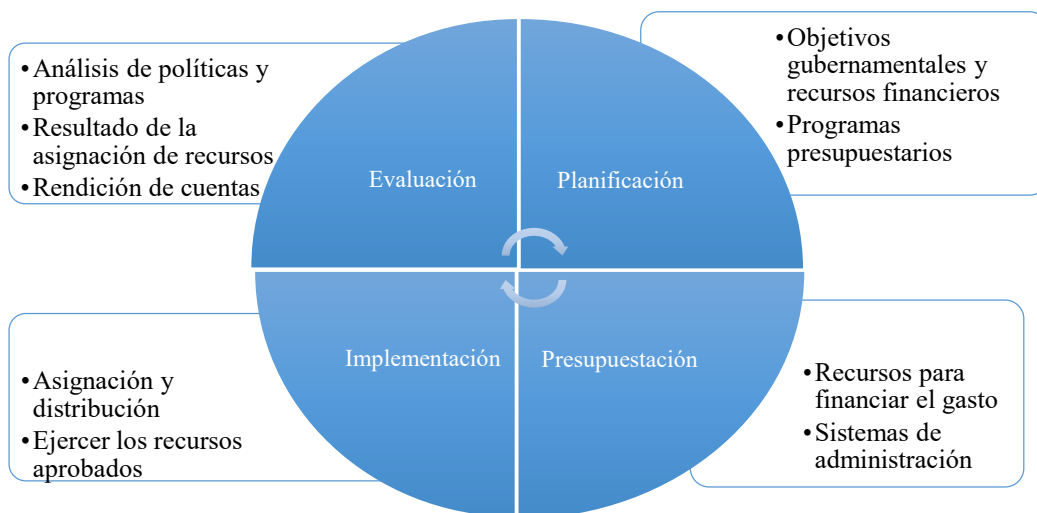 • Análisis de políticas y
programas
• Resultado de la
asignación de recursos
• Rendición de cuentas
• Objetivos
gubernamentales y
recursos financieros
• Programas
presupuestarios
Evaluación
Planificación
Implementación
Presupuestación
• Asignación y
distribución
• Ejercer los recursos
aprobados
• Recursos para
financiar el gasto
• Sistemas de
administración